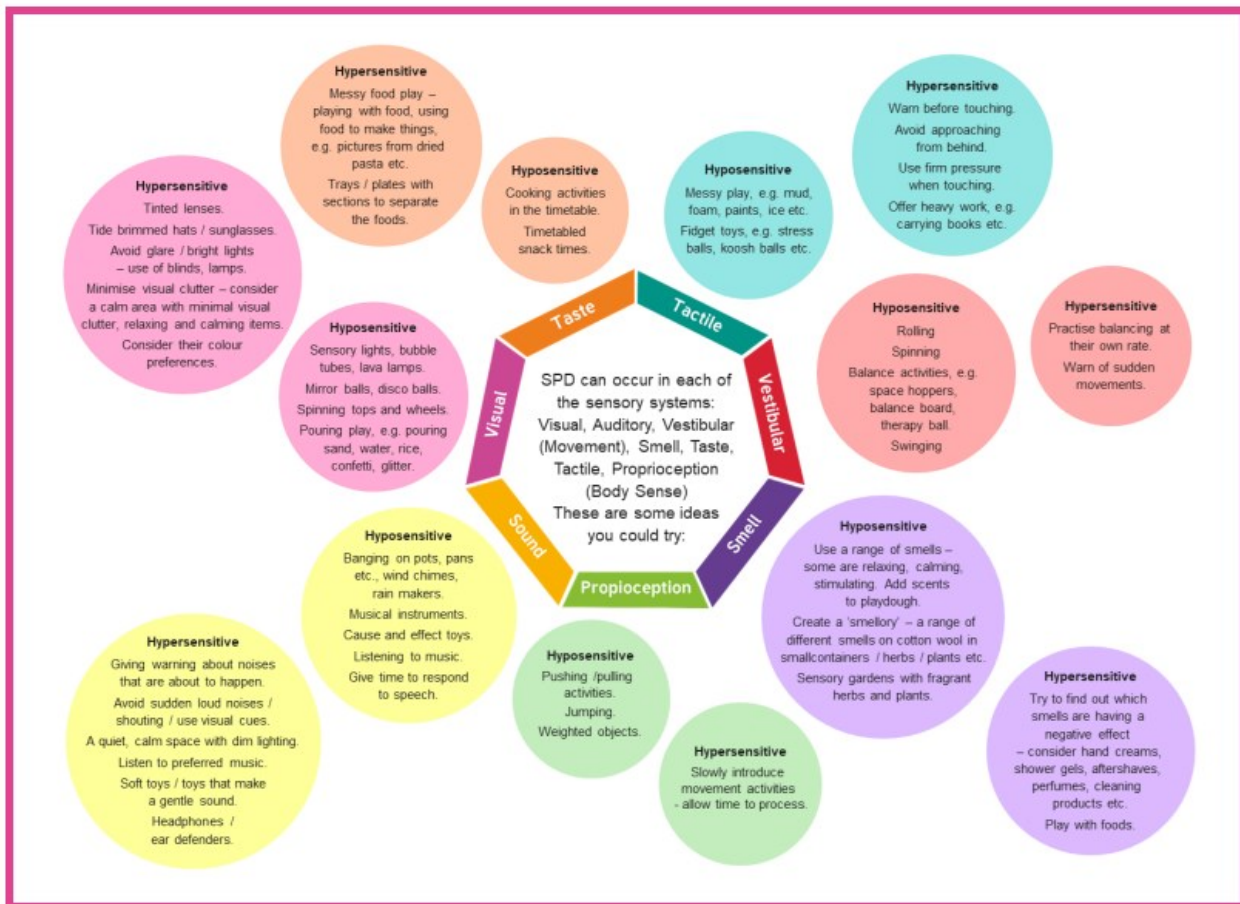 Hypersensitive
Messy food play –
playing with food, using
food to make things,
e.g. pictures from dried
pasta etc.
Trays / plates with
sections to separate
the foods.
Hyposensitive
Cooking activities
in the timetable.
Timetabled
snack times.
Hyposensitive
Messy play, e.g. mud,
foam, paints, ice etc.
Fidget toys, e.g. stress
balls, koosh balls etc.
Hypersensitive
Warn before touching.
Avoid approaching
from behind.
Use firm pressure
when touching.
Offer heavy work, e.g.
carrying books etc.
Hypersensitive
Tinted lenses.
Tide brimmed hats / sunglasses.
Avoid glare / bright lights
– use of blinds, lamps.
Minimise visual clutter – consider
a calm area with minimal visual
clutter, relaxing and calming items.
Consider their colour
preferences.
Hyposensitive
Sensory lights, bubble
tubes, lava lamps.
Mirror balls, disco balls.
Spinning tops and wheels.
Pouring play, e.g. pouring
sand, water, rice,
confetti, glitter.
Taste
Tactile
Visual
Vestibular
Sound
Smell
Propioception
SPD can occur in each of
the sensory systems:
Visual, Auditory, Vestibular
(Movement), Smell, Taste,
Tactile, Proprioception
(Body Sense)
These are some ideas
you could try:
Hyposensitive
Rolling
Spinning
Balance activities, e.g.
space hoppers,
balance board,
therapy ball.
Swinging
Hypersensitive
Practise balancing at
their own rate.
Warn of sudden
movements.
Hyposensitive
Banging on pots, pans
etc., wind chimes,
rain makers.
Musical instruments.
Cause and effect toys.
Listening to music.
Give time to respond
to speech.
Hypersensitive
Giving warning about noises
that are about to happen.
Avoid sudden loud noises /
shouting / use visual cues.
A quiet, calm space with dim lighting.
Listen to preferred music.
Soft toys / toys that make
a gentle sound.
Headphones /
ear defenders.
Hyposensitive
Pushing /pulling
activities.
Jumping.
Weighted objects.
Hypersensitive
Slowly introduce
movement activities
- allow time to process.
Hyposensitive
Use a range of smells –
some are relaxing, calming,
stimulating. Add scents
to playdough.
Create a 'smellory' – a range of
different smells on cotton wool in
smallcontainers / herbs / plants etc.
Sensory gardens with fragrant
herbs and plants.
Hypersensitive
Try to find out which
smells are having a
negative effect
– consider hand creams,
shower gels, aftershaves,
perfumes, cleaning
products etc.
Play with foods.